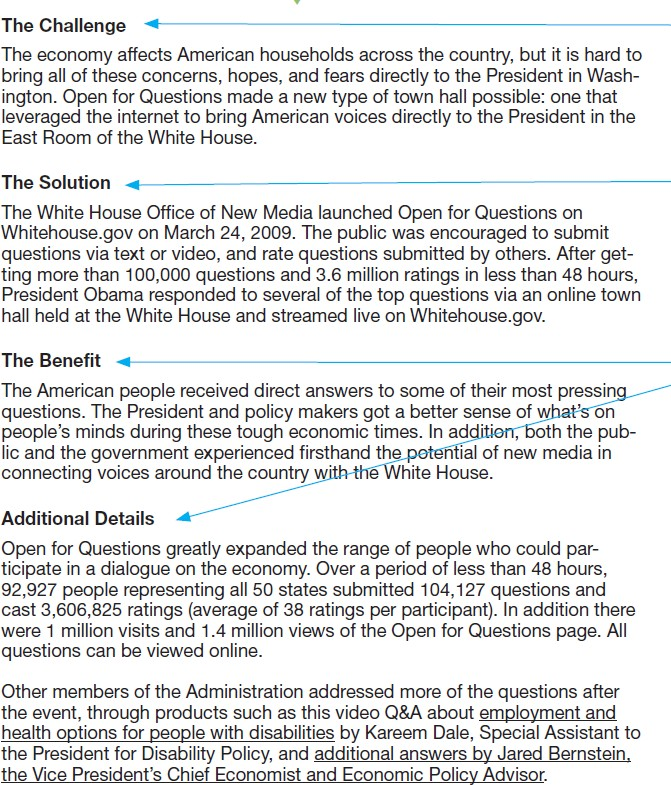 The Challenge
The economy affects American households across the country, but it is hard to
bring all of these concerns, hopes, and fears directly to the President in Wash-
ington. Open for Questions made a new type of town hall possible: one that
leveraged the internet to bring American voices directly to the President in the
East Room of the White House.
The Solution
The White House Office of New Media launched Open for Questions on
Whitehouse.gov on March 24, 2009. The public was encouraged to submit
questions via text or video, and rate questions submitted by others. After get-
ting more than 100,000 questions and 3.6 million ratings in less than 48 hours,
President Obama responded to several of the top questions via an online town
hall held at the White House and streamed live on Whitehouse.gov.
The Benefit
The American people received direct answers to some of their most pressing
questions. The President and policy makers got a better sense of what's on
people's minds during these tough economic times. In addition, both the pub-
lic and the government experienced firsthand the potential of new media in
connecting voices around the country with the White House.
Additional Details
Open for Questions greatly expanded the range of people who could par-
ticipate in a dialogue on the economy. Over a period of less than 48 hours,
92,927 people representing all 50 states submitted 104,127 questions and
cast 3,606,825 ratings (average of 38 ratings per participant). In addition there
were 1 million visits and 1.4 million views of the Open for Questions page. All
questions can be viewed online.
Other members of the Administration addressed more of the questions after
the event, through products such as this video Q&A about employment and
health options for people with disabilities by Kareem Dale, Special Assistant to
the President for Disability Policy, and additional answers by Jared Bernstein,
the Vice President's Chief Economist and Economic Policy Advisor.